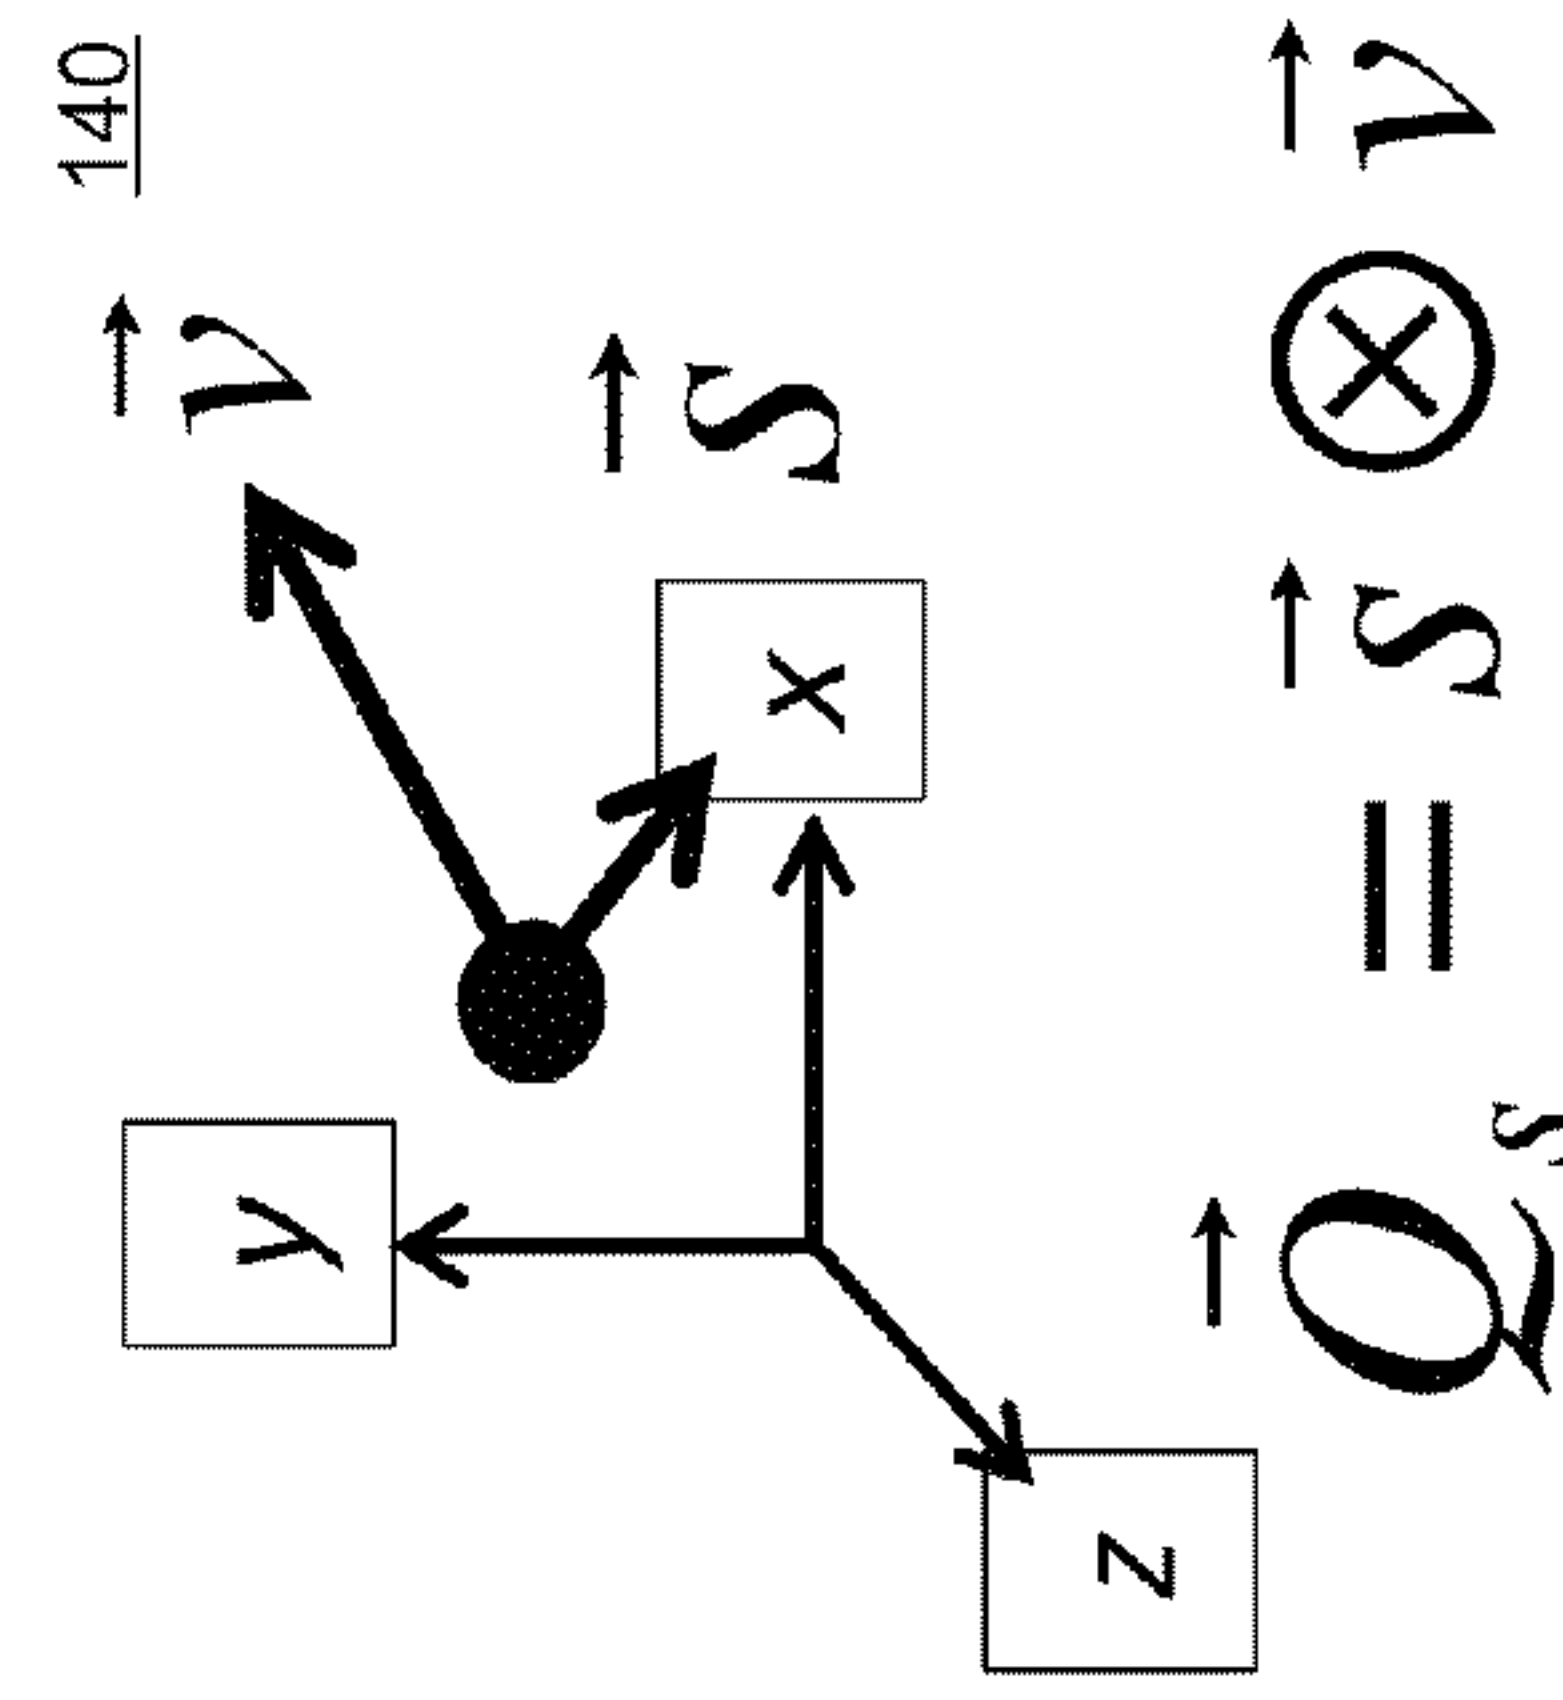 140
v⃗
y
S⃗
x
z
Q⃗ₛ = S⃗ ⊗ v⃗